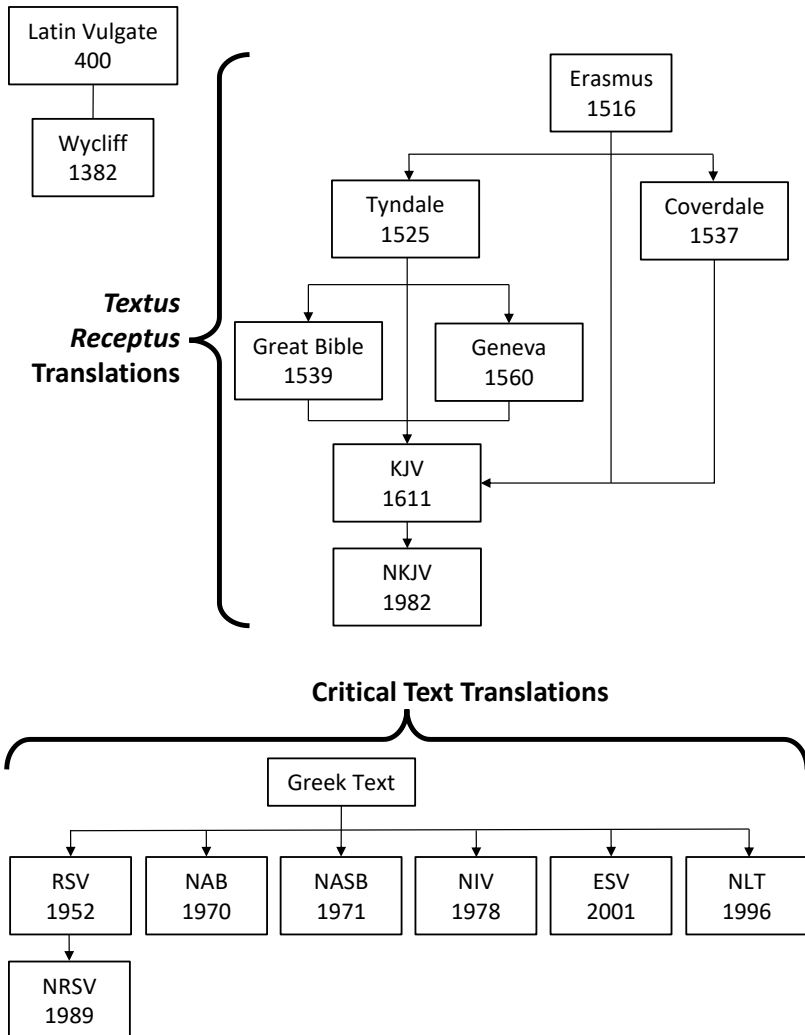 Latin Vulgate
400
Wycliff
1382
Erasmus
1516
Tyndale
1525
Coverdale
1537
Textus
Receptus
Translations
Great Bible
1539
Geneva
1560
KJV
1611
NKJV
1982
Critical Text Translations
Greek Text
RSV
1952
NAB
1970
NASB
1971
NIV
1978
ESV
2001
NLT
1996
NRSV
1989